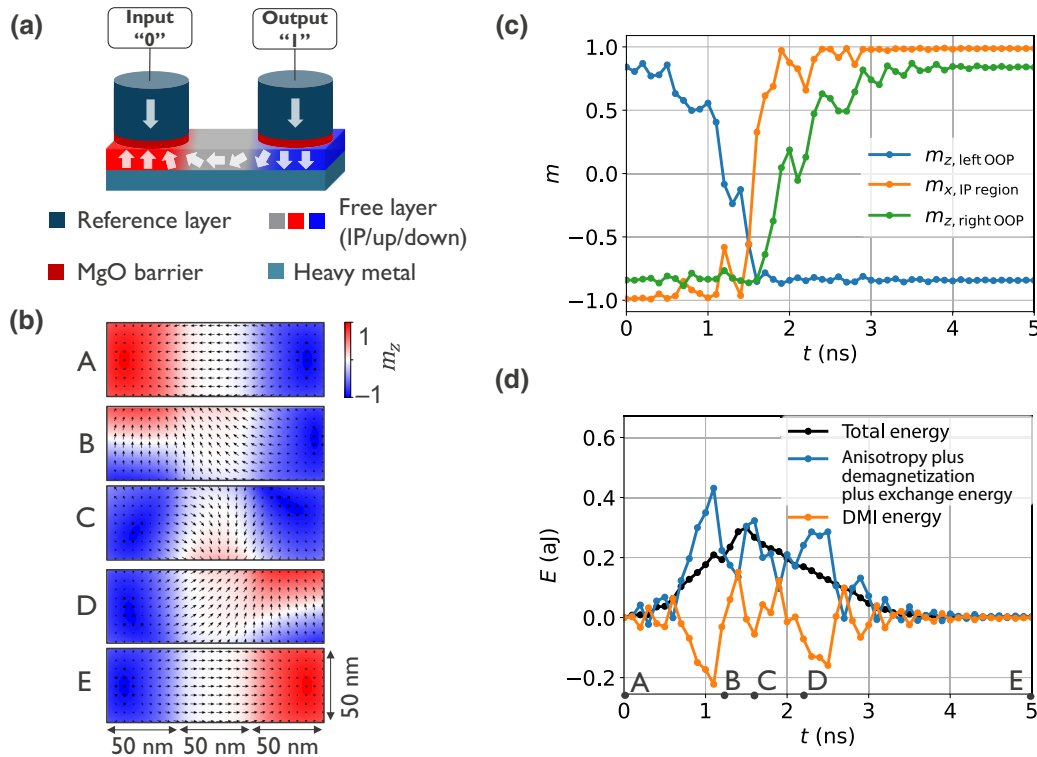 (a)
Input
“0”
Output
“1”
Reference layer
Free layer
(IP/up/down)
MgO barrier
Heavy metal
(b)
A
B
C
D
E
1
m_z
−1
50 nm
50 nm 50 nm 50 nm
(c)
1.0
0.5
0.0
−0.5
−1.0
m
m_z, left OOP
m_x, IP region
m_z, right OOP
0 1 2 3 4 5
t (ns)
(d)
0.6
0.4
0.2
0.0
−0.2
E (aJ)
Total energy
Anisotropy plus
demagnetization
plus exchange energy
DMI energy
A B C D E
0 1 2 3 4 5
t (ns)